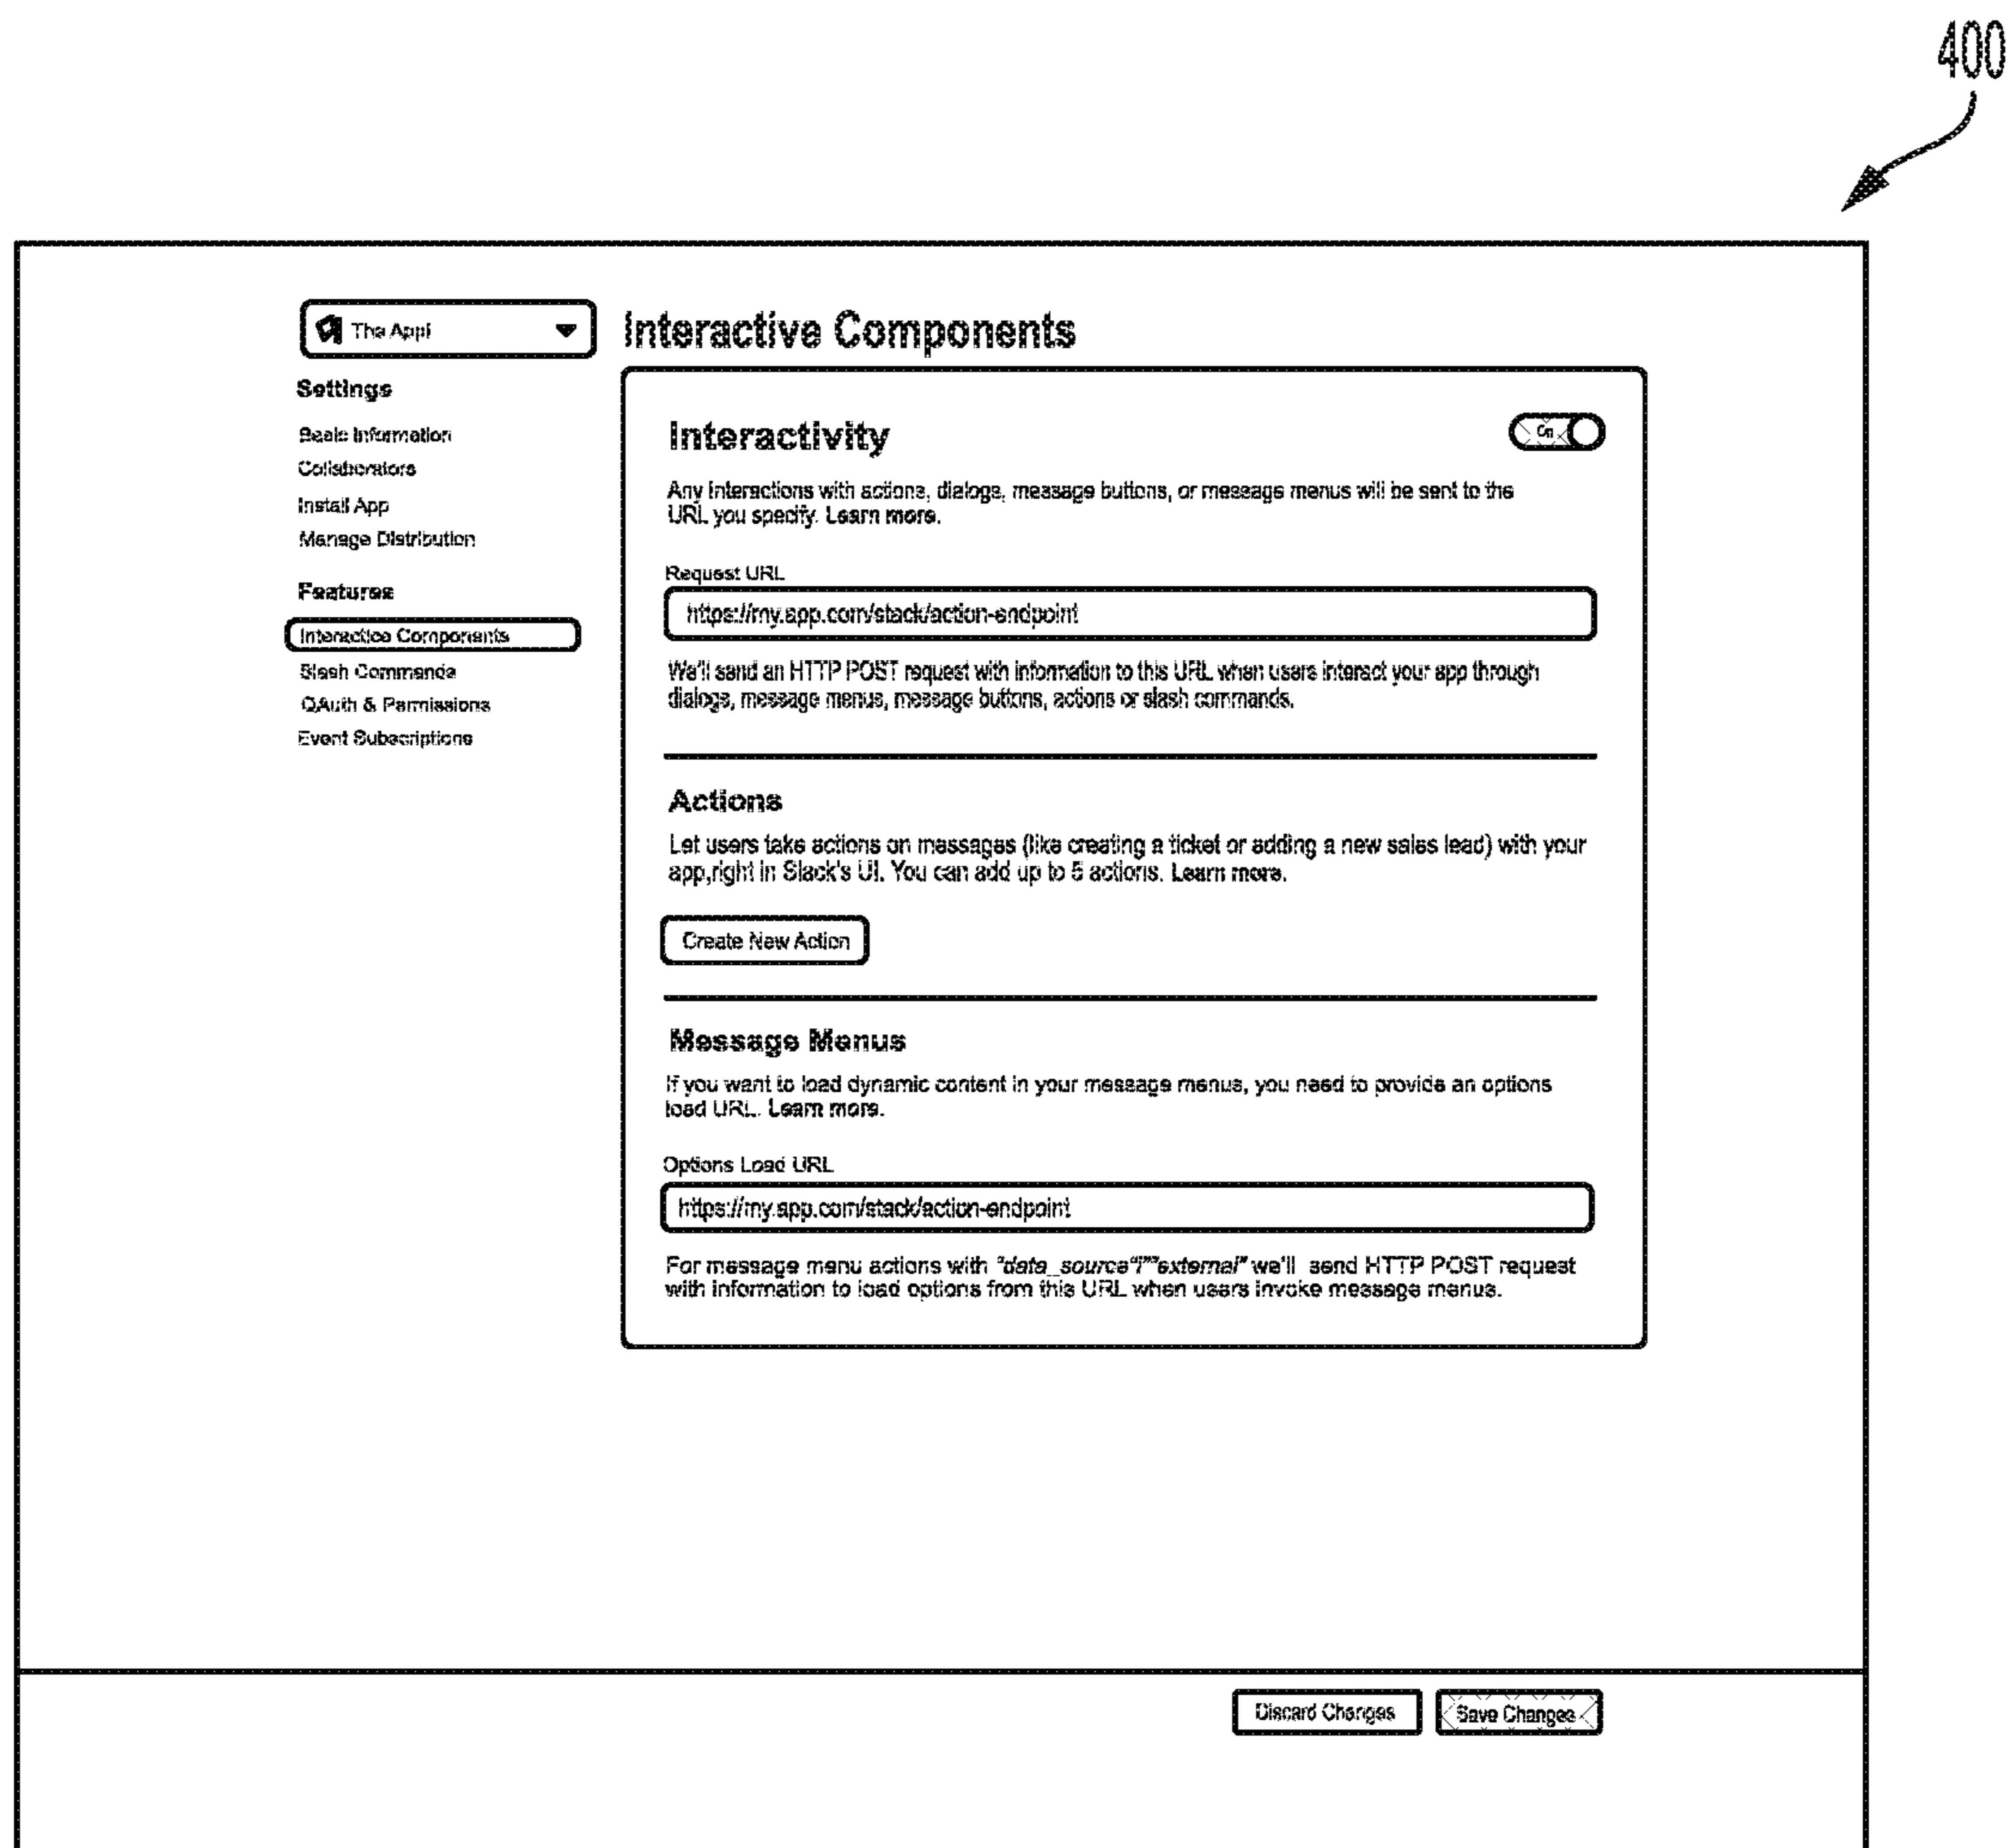 400
The Appl
Interactive Components
Settings
Basic Information
Collaborators
Install App
Manage Distribution
Features
Interactice Components
Slash Commands
OAuth & Permissions
Event Subscriptions
Interactivity
On
Any interactions with actions, dialogs, message buttons, or message menus will be sent to the
URL you specify. Learn more.
Request URL
https://my.app.com/stack/action-endpoint
We'll send an HTTP POST request with information to this URL when users interact your app through
dialogs, message menus, message buttons, actions or slash commands.
Actions
Let users take actions on messages (like creating a ticket or adding a new sales lead) with your
app,right in Slack's UI. You can add up to 5 actions. Learn more.
Create New Action
Message Menus
If you want to load dynamic content in your message menus, you need to provide an options
load URL. Learn more.
Options Load URL
https://my.app.com/stack/action-endpoint
For message menu actions with "data_source"/""external" we'll send HTTP POST request
with information to load options from this URL when users invoke message menus.
Discard Changes
Save Changes